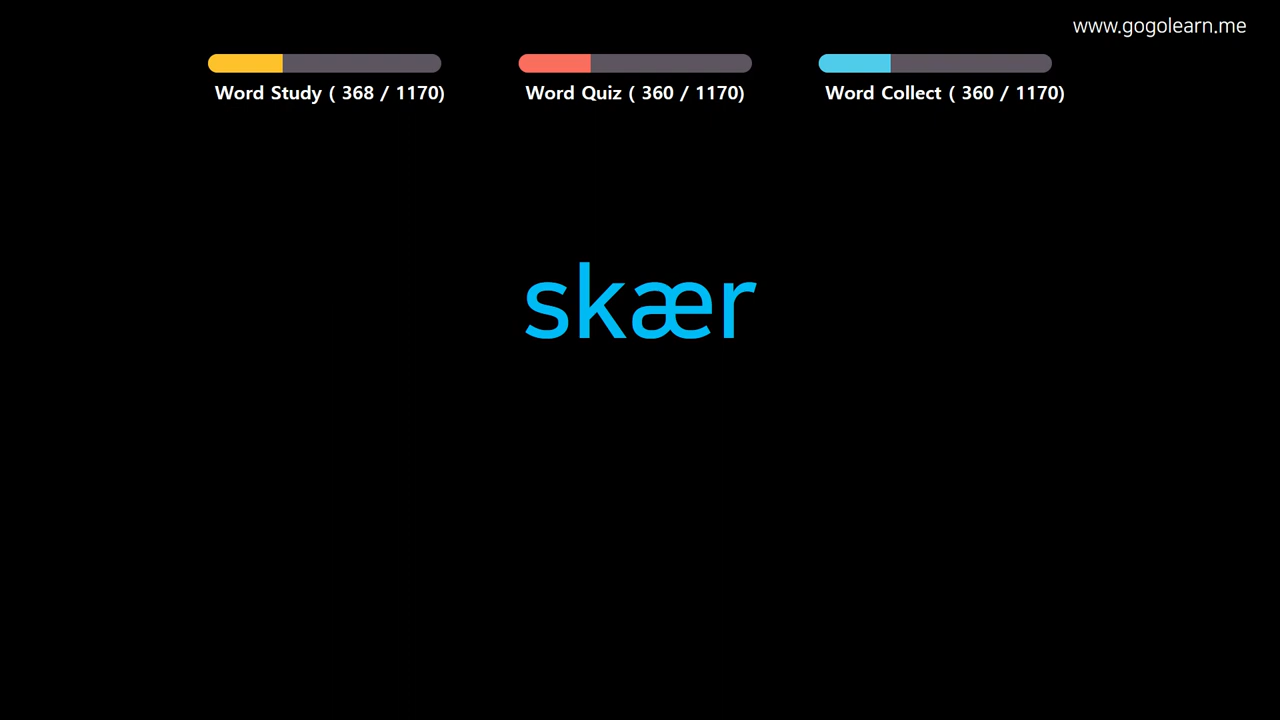 www.gogolearn.me
Word Study ( 368 / 1170)
Word Quiz ( 360 / 1170)
Word Collect ( 360 / 1170)
skær